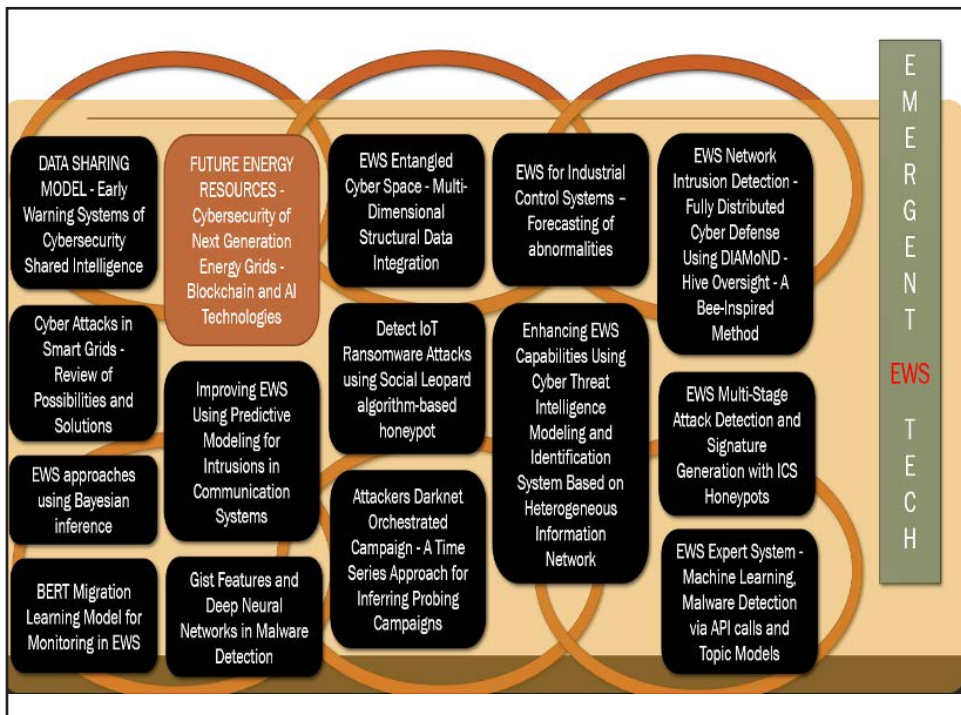 DATA SHARING
MODEL - Early
Warning Systems of
Cybersecurity
Shared Intelligence
Cyber Attacks in
Smart Grids -
Review of
Possibilities and
Solutions
EWS approaches
using Bayesian
inference
BERT Migration
Learning Model for
Monitoring in EWS
FUTURE ENERGY
RESOURCES -
Cybersecurity of
Next Generation
Energy Grids -
Blockchain and AI
Technologies
Improving EWS
Using Predictive
Modeling for
Intrusions in
Communication
Systems
Gist Features and
Deep Neural
Networks in Malware
Detection
EWS Entangled
Cyber Space - Multi-
Dimensional
Structural Data
Integration
Detect IoT
Ransomware Attacks
using Social Leopard
algorithm-based
honeypot
Attackers Darknet
Orchestrated
Campaign - A Time
Series Approach for
Inferring Probing
Campaigns
EWS for Industrial
Control Systems –
Forecasting of
abnormalities
Enhancing EWS
Capabilities Using
Cyber Threat
Intelligence
Modeling and
Identification
System Based on
Heterogeneous
Information
Network
EWS Network
Intrusion Detection -
Fully Distributed
Cyber Defense
Using DIAMoND -
Hive Oversight - A
Bee-Inspired
Method
EWS Multi-Stage
Attack Detection and
Signature
Generation with ICS
Honeypots
EWS Expert System -
Machine Learning,
Malware Detection
via API calls and
Topic Models
EMERGENT
EWS
TECH